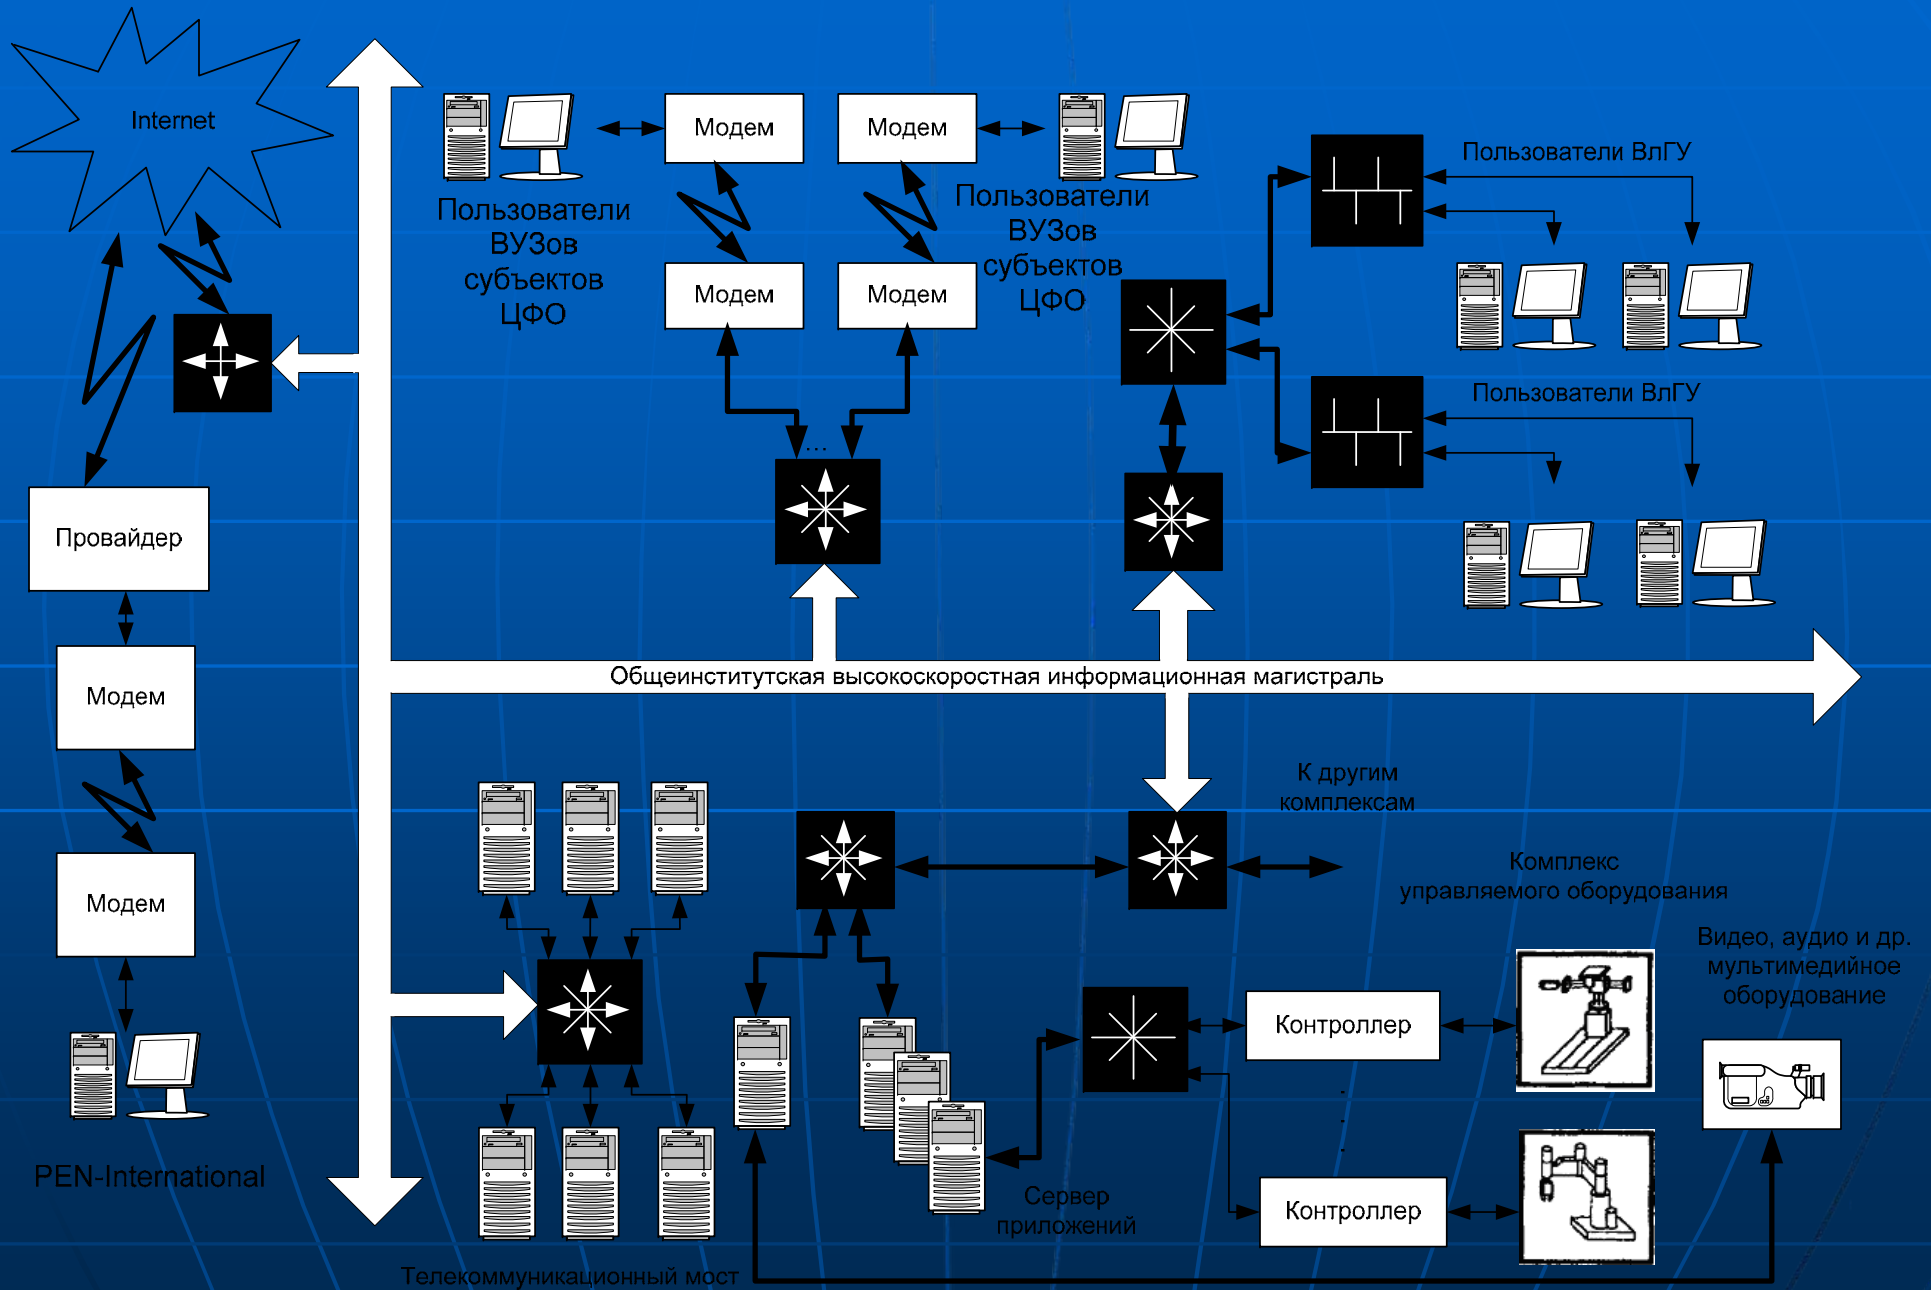 Internet
Модем
Модем
Пользователи
ВУЗов
субъектов
ЦФО
Пользователи
ВУЗов
субъектов
ЦФО
Модем
Модем
Пользователи ВлГУ
Пользователи ВлГУ
...
Провайдер
Модем
Модем
PEN-International
Общеинститутская высокоскоростная информационная магистраль
К другим
комплексам
Комплекс
управляемого оборудования
Видео, аудио и др.
мультимедийное
оборудование
Контроллер
Контроллер
Сервер
приложений
Телекоммуникационный мост